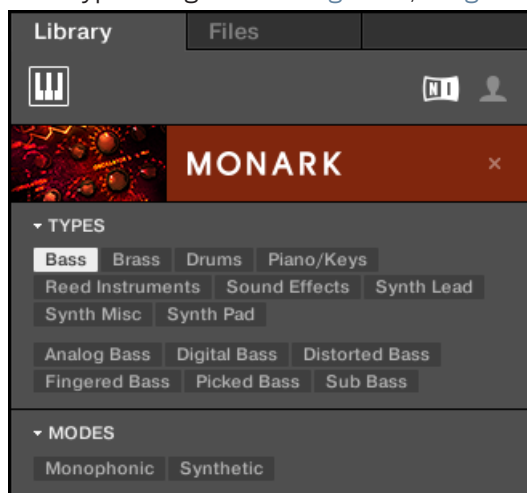 Library Files
NI
MONARK ×
TYPES
Bass Brass Drums Piano/Keys
Reed Instruments Sound Effects Synth Lead
Synth Misc Synth Pad
Analog Bass Digital Bass Distorted Bass
Fingered Bass Picked Bass Sub Bass
MODES
Monophonic Synthetic